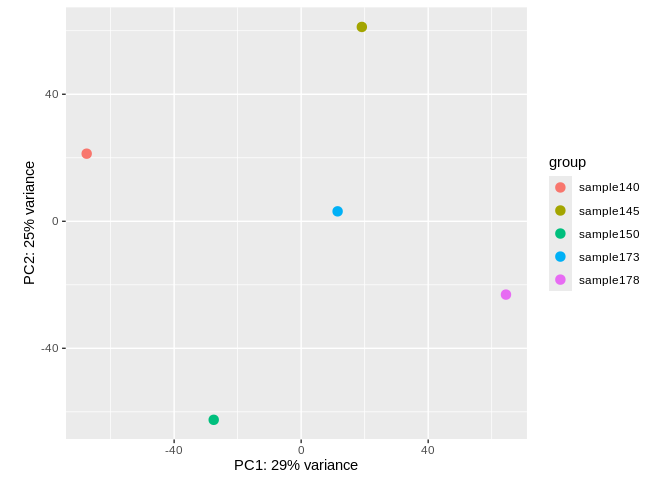 40
0
-40
PC2: 25% variance
-40
0
40
PC1: 29% variance
group
sample140
sample145
sample150
sample173
sample178